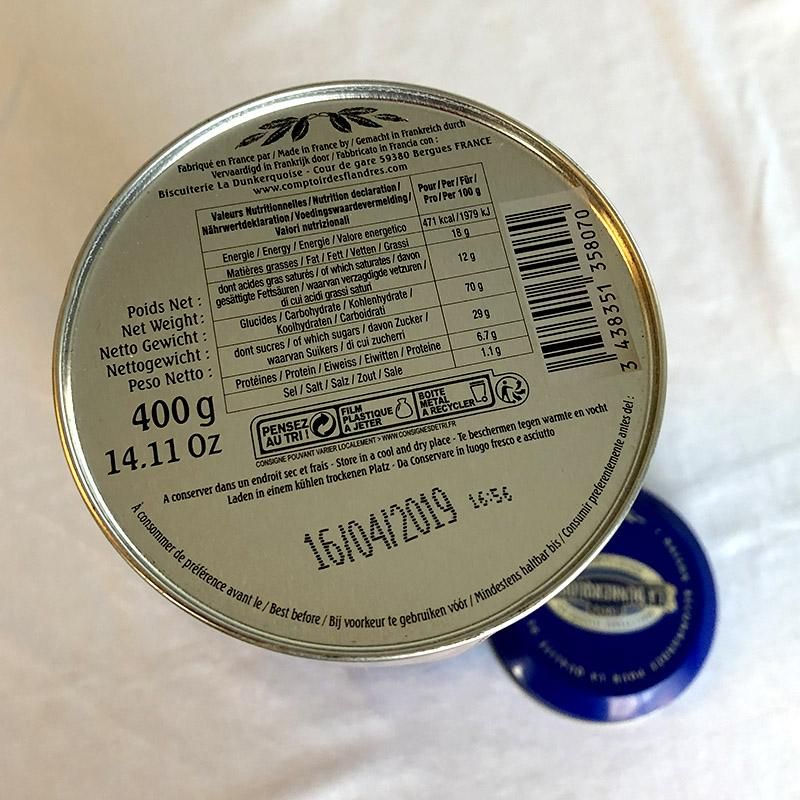 Fabriqué en France par / Made in France by / Gemacht in Frankreich durch
Vervaardigd in Frankrijk door / Fabbricato in Francia con :
Biscuiterie La Dunkerquoise - Cour de gare 59380 Bergues FRANCE
www.comptoirdesflandres.com
Valeurs Nutritionnelles / Nutrition declaration /
Nährwertdeklaration / Voedingswaardevermelding /
Valori nutrizionali
Pour / Per / Für /
Pro / Per 100 g
Energie / Energy / Energie / Valore energetico
471 kcal / 1979 kJ
Matières grasses / Fat / Fett / Vetten / Grassi
18 g
dont acides gras saturés / of which saturates / davon
gesättigte Fettsäuren / waarvan verzagdigde vetzuren /
di cui acidi grassi saturi
12 g
Glucides / Carbohydrate / Kohlenhydrate /
Koolhydraten / Carboidrati
70 g
dont sucres / of which sugars / davon Zucker /
waarvan Suikers / di cui zucherri
29 g
Protéines / Protein / Eiweiss / Eiwitten / Proteine
6.7 g
Sel / Salt / Salz / Zout / Sale
1.1 g
3 438351 358070
Poids Net :
Net Weight :
Netto Gewicht :
Nettogewicht :
Peso Netto :
400 g
14.11 Oz
PENSEZ
AU TRI !
FILM
PLASTIQUE
A JETER
BOITE
METAL
A RECYCLER
CONSIGNE POUVANT VARIER LOCALEMENT > WWW.CONSIGNESDETRI.FR
A conserver dans un endroit sec et frais - Store in a cool and dry place - Te beschermen tegen warmte en vocht
Laden in einem kühlen trockenen Platz - Da Conservare in luogo fresco e asciutto
16/04/2019 16:56
À consommer de préférence avant le / Best before / Bij voorkeur te gebruiken vóór / Mindestens haltbar bis / Consumir preferentemente antes del :